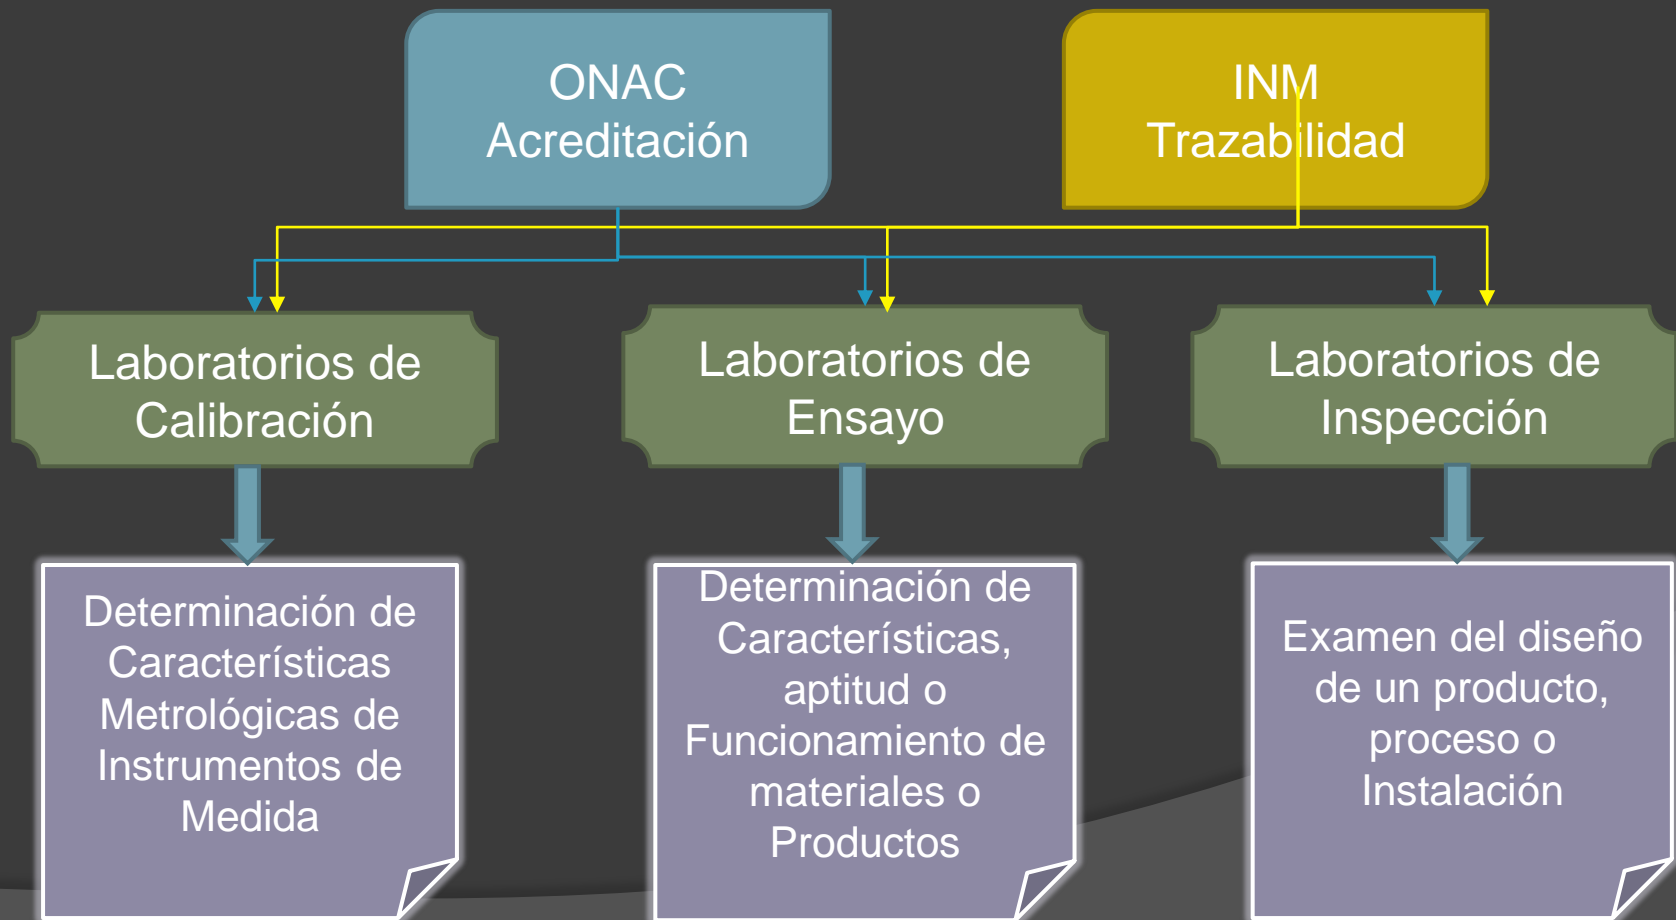 ONAC
Acreditación
INM
Trazabilidad
Laboratorios de
Calibración
Laboratorios de
Ensayo
Laboratorios de
Inspección
Determinación de
Características
Metrológicas de
Instrumentos de
Medida
Determinación de
Características,
aptitud o
Funcionamiento de
materiales o
Productos
Examen del diseño
de un producto,
proceso o
Instalación